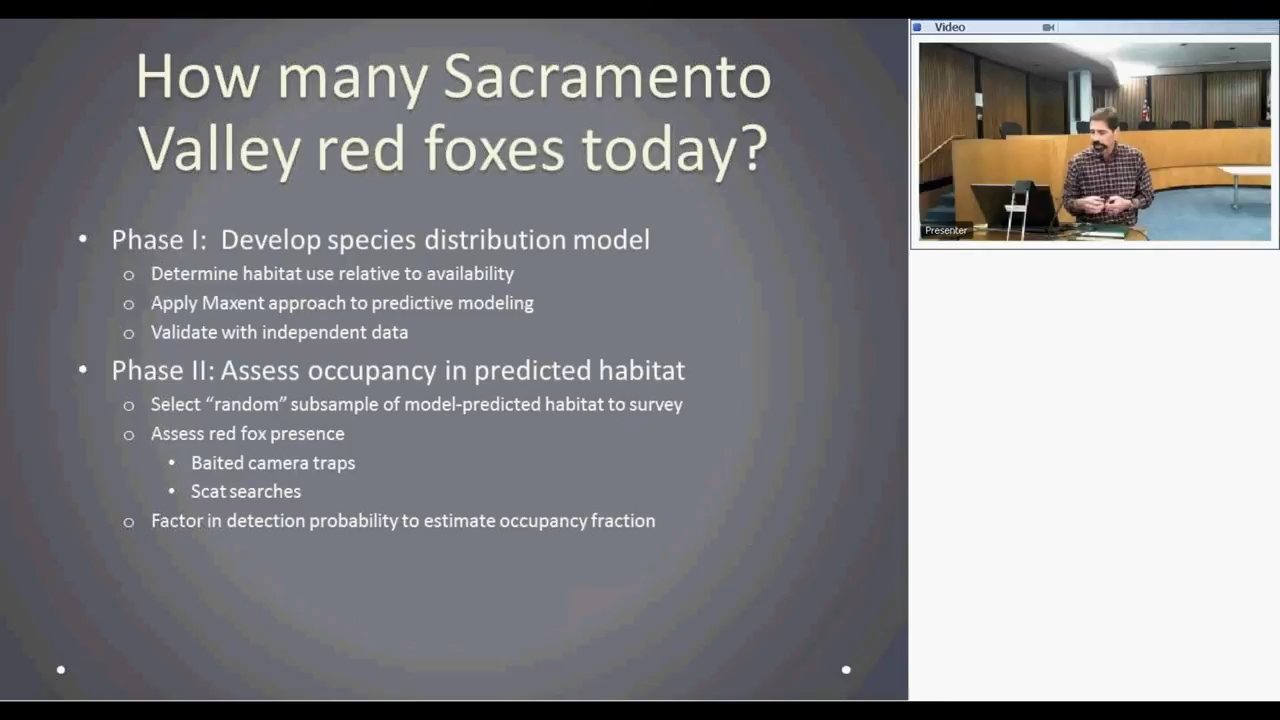 How many Sacramento
Valley red foxes today?
• Phase I: Develop species distribution model
o Determine habitat use relative to availability
o Apply Maxent approach to predictive modeling
o Validate with independent data
• Phase II: Assess occupancy in predicted habitat
o Select “random” subsample of model-predicted habitat to survey
o Assess red fox presence
• Baited camera traps
• Scat searches
o Factor in detection probability to estimate occupancy fraction
Video
Presenter